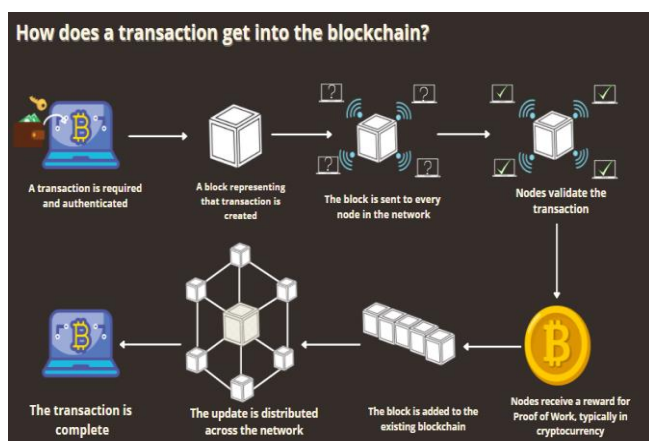 How does a transaction get into the blockchain?
A transaction is required
and authenticated
A block representing
that transaction is
created
The block is sent to every
node in the network
Nodes validate the
transaction
The transaction is
complete
The update is distributed
across the network
The block is added to the
existing blockchain
Nodes receive a reward for
Proof of Work, typically in
cryptocurrency